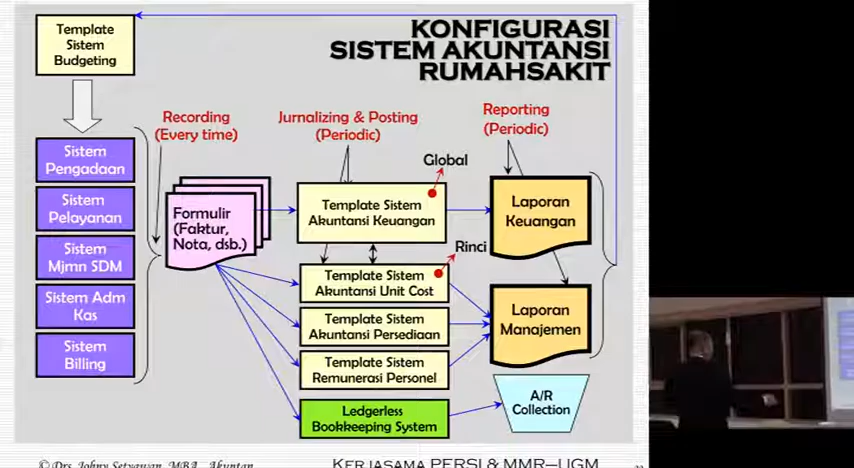 KONFIGURASI
SISTEM AKUNTANSI
RUMAHSAKIT
Template
Sistem
Budgeting
Recording
(Every time)
Jurnalizing & Posting
(Periodic)
Reporting
(Periodic)
Sistem
Pengadaan
Sistem
Pelayanan
Sistem
Mjmn SDM
Sistem Adm
Kas
Sistem
Billing
Formulir
(Faktur,
Nota, dsb.)
Global
Template Sistem
Akuntansi Keuangan
Rinci
Template Sistem
Akuntansi Unit Cost
Template Sistem
Akuntansi Persediaan
Template Sistem
Remunerasi Personel
Ledgerless
Bookkeeping System
Laporan
Keuangan
Laporan
Manajemen
A/R
Collection
© Drs. Johny Setyawan, MBA., Akuntan
KERJASAMA PERSI & MMR–UGM